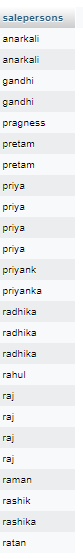 salepersons
anarkali
anarkali
gandhi
gandhi
pragness
pretam
pretam
priya
priya
priya
priya
priyank
priyanka
radhika
radhika
radhika
rahul
raj
raj
raj
raj
raman
rashik
rashika
ratan